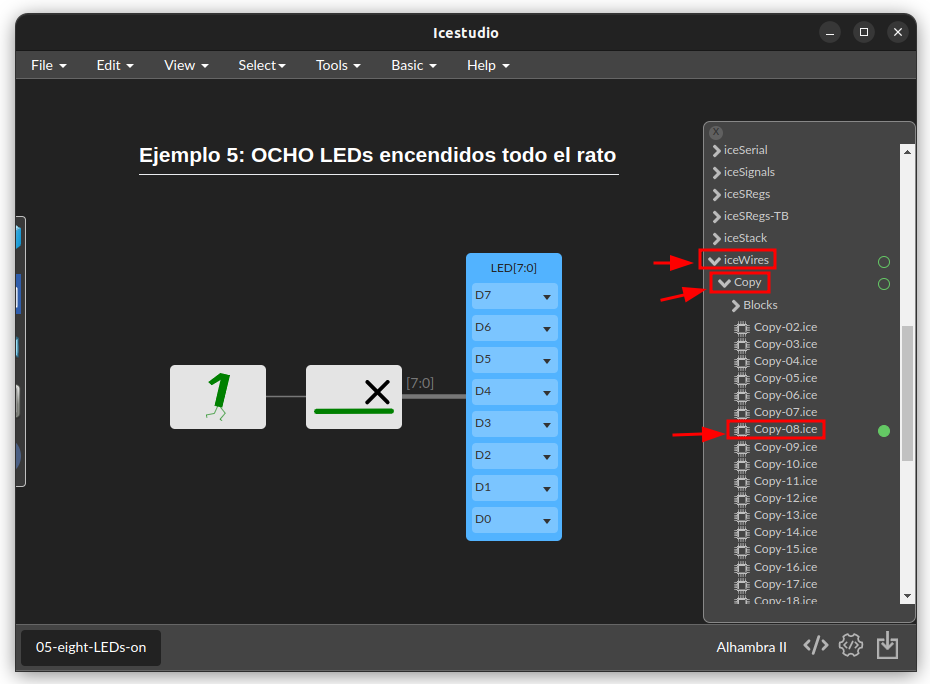 Icestudio
File Edit View Select Tools Basic Help
Ejemplo 5: OCHO LEDs encendidos todo el rato
X
iceSerial
iceSignals
iceSRegs
iceSRegs-TB
iceStack
iceWires
Copy
Blocks
Copy-02.ice
Copy-03.ice
Copy-04.ice
Copy-05.ice
Copy-06.ice
Copy-07.ice
Copy-08.ice
Copy-09.ice
Copy-10.ice
Copy-11.ice
Copy-12.ice
Copy-13.ice
Copy-14.ice
Copy-15.ice
Copy-16.ice
Copy-17.ice
Copy-18.ice
LED[7:0]
D7
D6
D5
D4
D3
D2
D1
D0
1
[7:0]
05-eight-LEDs-on
Alhambra II